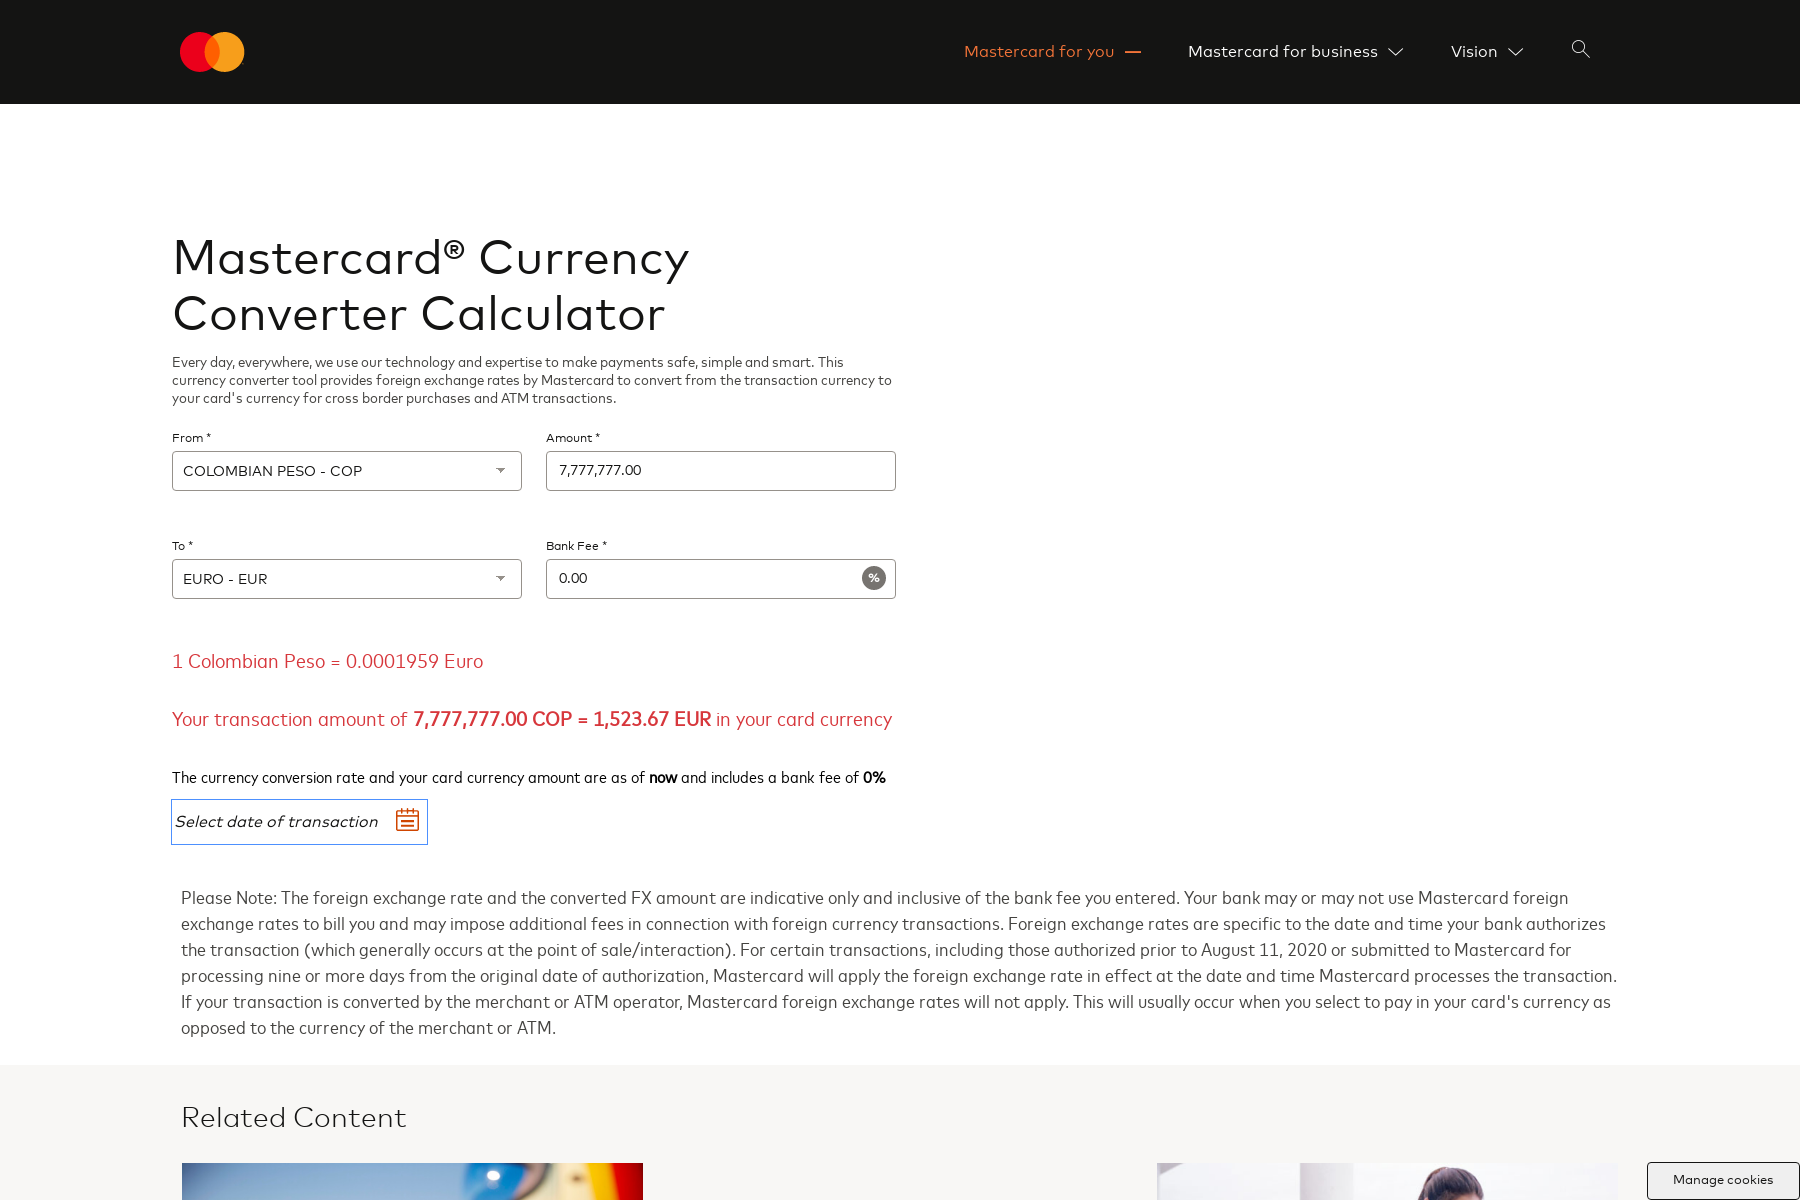 Mastercard for you
Mastercard for business
Vision
Mastercard® Currency
Converter Calculator
Every day, everywhere, we use our technology and expertise to make payments safe, simple and smart. This
currency converter tool provides foreign exchange rates by Mastercard to convert from the transaction currency to
your card's currency for cross border purchases and ATM transactions.
From *
Amount *
COLOMBIAN PESO - COP
7,777,777.00
To *
Bank Fee *
EURO - EUR
0.00
%
1 Colombian Peso = 0.0001959 Euro
Your transaction amount of 7,777,777.00 COP = 1,523.67 EUR in your card currency
The currency conversion rate and your card currency amount are as of now and includes a bank fee of 0%
Select date of transaction
Please Note: The foreign exchange rate and the converted FX amount are indicative only and inclusive of the bank fee you entered. Your bank may or may not use Mastercard foreign
exchange rates to bill you and may impose additional fees in connection with foreign currency transactions. Foreign exchange rates are specific to the date and time your bank authorizes
the transaction (which generally occurs at the point of sale/interaction). For certain transactions, including those authorized prior to August 11, 2020 or submitted to Mastercard for
processing nine or more days from the original date of authorization, Mastercard will apply the foreign exchange rate in effect at the date and time Mastercard processes the transaction.
If your transaction is converted by the merchant or ATM operator, Mastercard foreign exchange rates will not apply. This will usually occur when you select to pay in your card's currency as
opposed to the currency of the merchant or ATM.
Related Content
Manage cookies